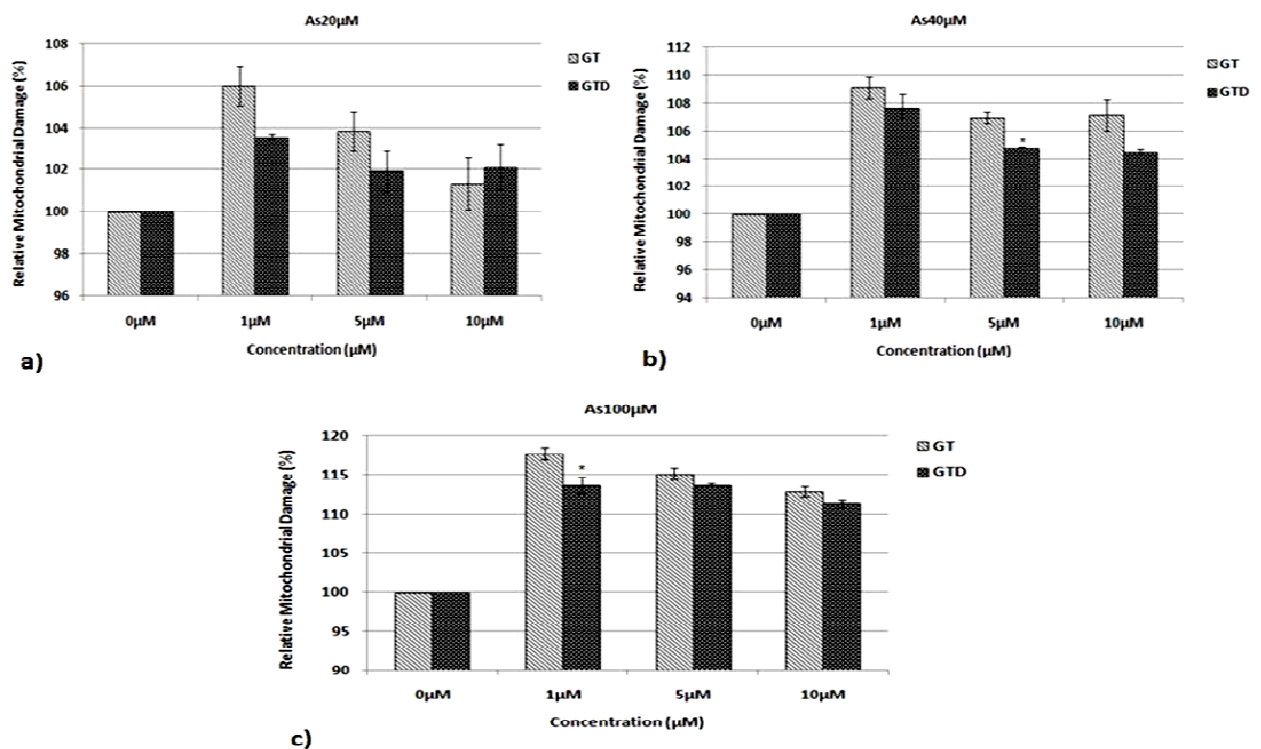 As20µM
Relative Mitochondrial Damage (%)
108
106
104
102
100
98
96
0µM 1µM 5µM 10µM
Concentration (µM)
GT
GTD
a)
As40µM
Relative Mitochondrial Damage (%)
112
110
108
106
104
102
100
98
96
94
*
0µM 1µM 5µM 10µM
Concentration (µM)
GT
GTD
b)
As100µM
Relative Mitochondrial Damage (%)
120
115
110
105
100
95
90
*
0µM 1µM 5µM 10µM
Concentration (µM)
GT
GTD
c)